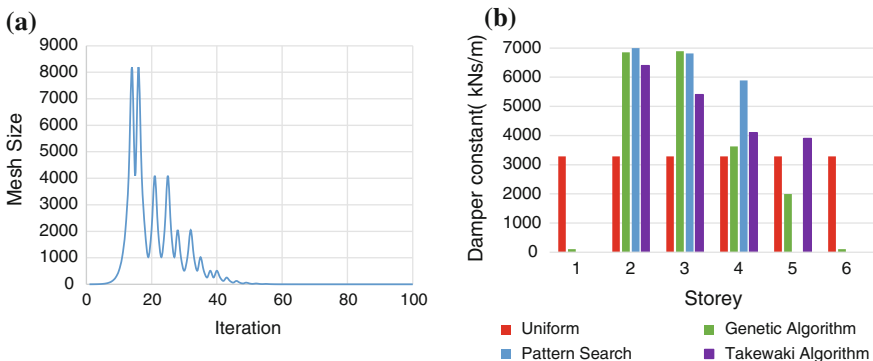 (a)
9000
8000
7000
6000
5000
4000
3000
2000
1000
0
Mesh Size
0 20 40 60 80 100
Iteration
(b)
7000
6000
5000
4000
3000
2000
1000
0
Damper constant( kNs/m)
1 2 3 4 5 6
Storey
Uniform Genetic Algorithm
Pattern Search Takewaki Algorithm